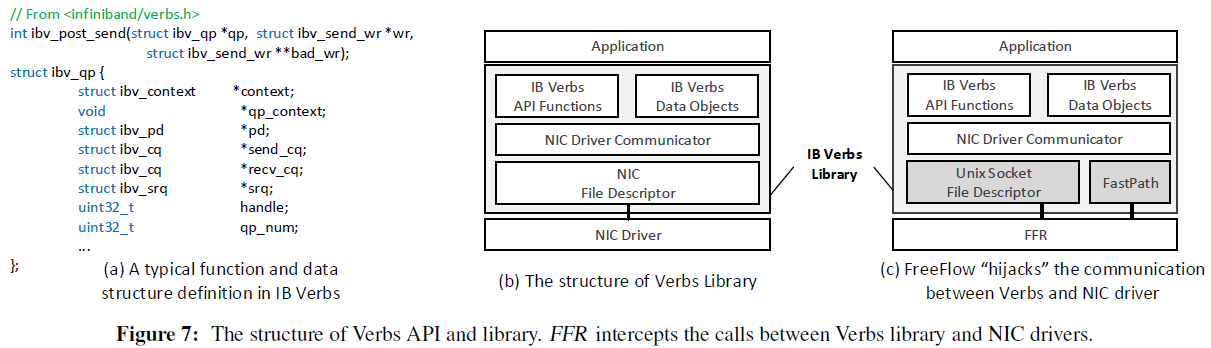 // From <infiniband/verbs.h>
int ibv_post_send(struct ibv_qp *qp, struct ibv_send_wr *wr,
struct ibv_send_wr **bad_wr);
struct ibv_qp {
struct ibv_context *context;
void *qp_context;
struct ibv_pd *pd;
struct ibv_cq *send_cq;
struct ibv_cq *recv_cq;
struct ibv_srq *srq;
uint32_t handle;
uint32_t qp_num;
...
};
(a) A typical function and data
structure definition in IB Verbs
Application
IB Verbs
API Functions
IB Verbs
Data Objects
NIC Driver Communicator
NIC
File Descriptor
NIC Driver
(b) The structure of Verbs Library
IB Verbs
Library
Application
IB Verbs
API Functions
IB Verbs
Data Objects
NIC Driver Communicator
Unix Socket
File Descriptor
FastPath
FFR
(c) FreeFlow “hijacks” the communication
between Verbs and NIC driver
Figure 7: The structure of Verbs API and library. FFR intercepts the calls between Verbs library and NIC drivers.